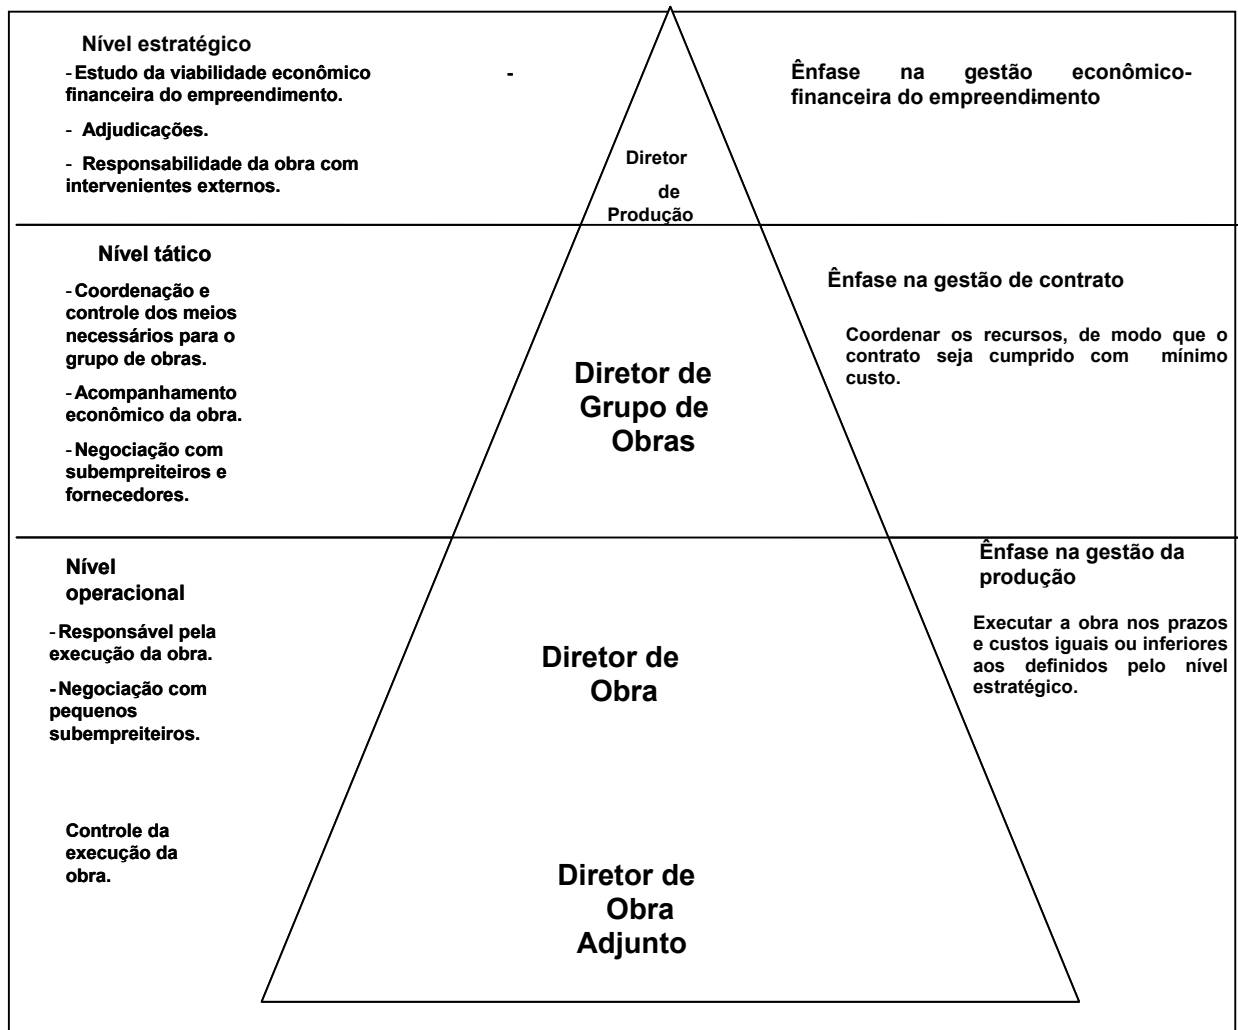 Nível estratégico
- Estudo da viabilidade econômico
financeira do empreendimento.
- Adjudicações.
- Responsabilidade da obra com
intervenientes externos.
-
Diretor
de
Produção
Ênfase na gestão econômico-
financeira do empreendimento
Nível tático
- Coordenação e
controle dos meios
necessários para o
grupo de obras.
- Acompanhamento
econômico da obra.
- Negociação com
subempreiteiros e
fornecedores.
Diretor de
Grupo de
Obras
Ênfase na gestão de contrato
Coordenar os recursos, de modo que o
contrato seja cumprido com mínimo
custo.
Nível
operacional
- Responsável pela
execução da obra.
- Negociação com
pequenos
subempreiteiros.
Controle da
execução da
obra.
Diretor de
Obra
Diretor de
Obra
Adjunto
Ênfase na gestão da
produção
Executar a obra nos prazos
e custos iguais ou inferiores
aos definidos pelo nível
estratégico.